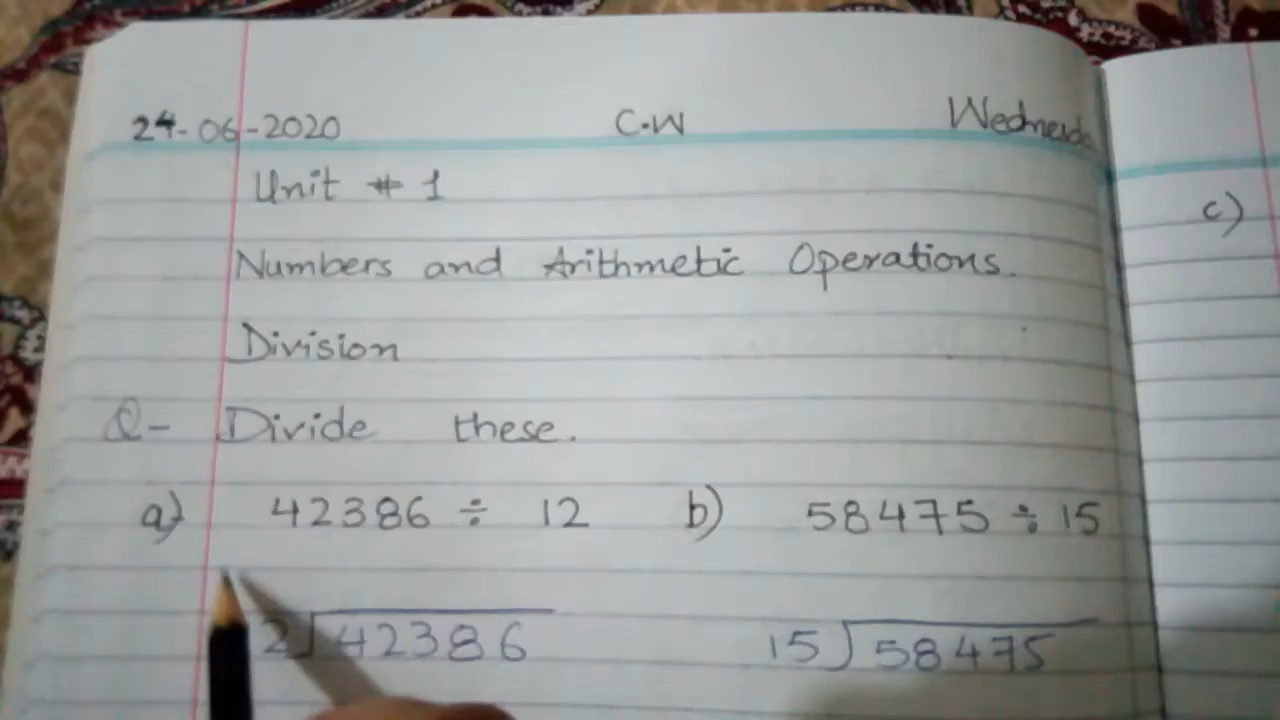 24-06-2020 C.W
Unit # 1
Numbers and Arithmetic Operations.
Division
Q- Divide these.
a) 42386 ÷ 12 b) 58475 ÷ 15
2)42386 15)58475
c)